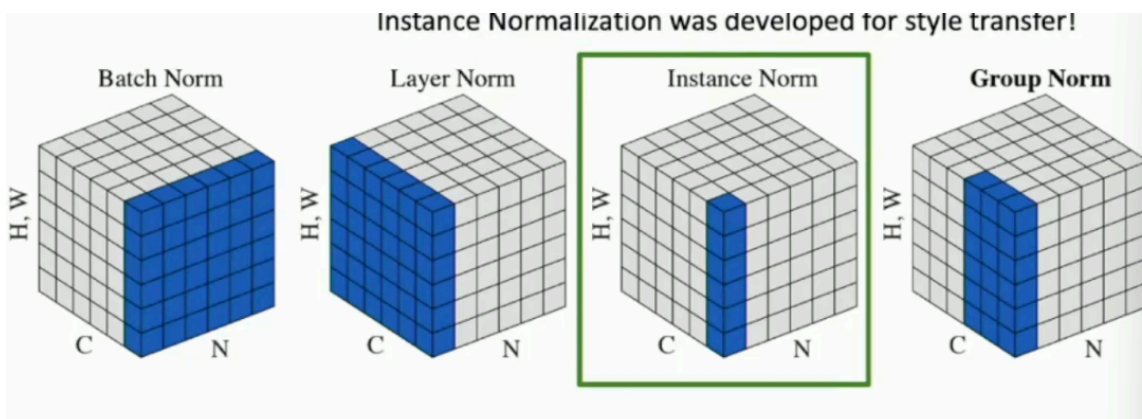 Instance Normalization was developed for style transfer!
Batch Norm
Layer Norm
Instance Norm
Group Norm
H, W
C
N
H, W
C
N
H, W
C
N
H, W
C
N